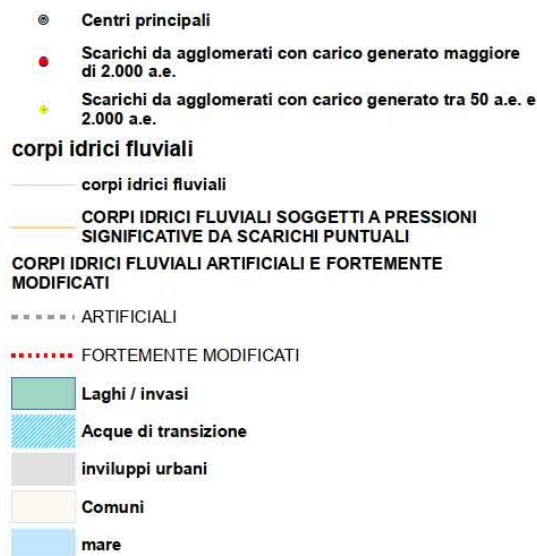 Centri principali
Scarichi da agglomerati con carico generato maggiore
di 2.000 a.e.
Scarichi da agglomerati con carico generato tra 50 a.e. e
2.000 a.e.
corpi idrici fluviali
corpi idrici fluviali
CORPI IDRICI FLUVIALI SOGGETTI A PRESSIONI
SIGNIFICATIVE DA SCARICHI PUNTUALI
CORPI IDRICI FLUVIALI ARTIFICIALI E FORTEMENTE
MODIFICATI
ARTIFICIALI
FORTEMENTE MODIFICATI
Laghi / invasi
Acque di transizione
inviluppi urbani
Comuni
mare